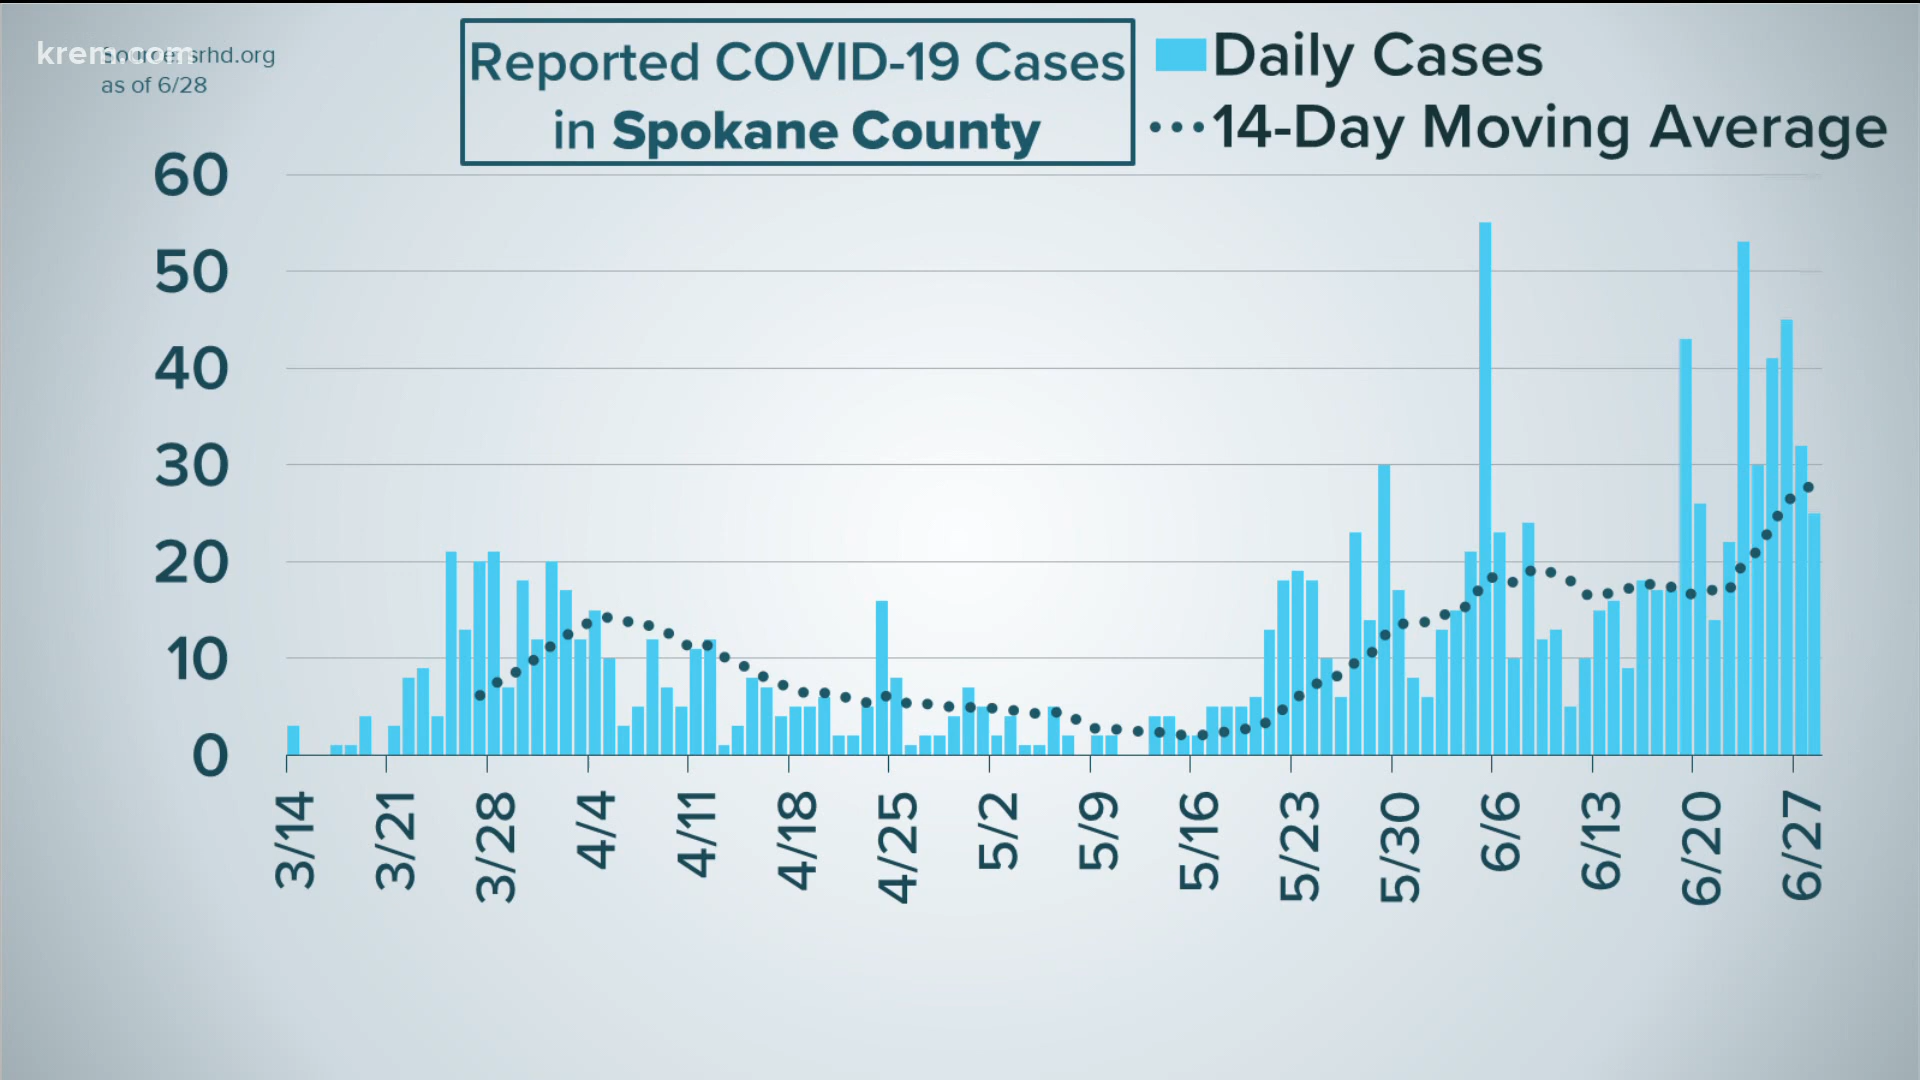 krem.com
Source: srhd.org
as of 6/28
Reported COVID-19 Cases
in Spokane County
Daily Cases
14-Day Moving Average
60
50
40
30
20
10
0
3/14 3/21 3/28 4/4 4/11 4/18 4/25 5/2 5/9 5/16 5/23 5/30 6/6 6/13 6/20 6/27